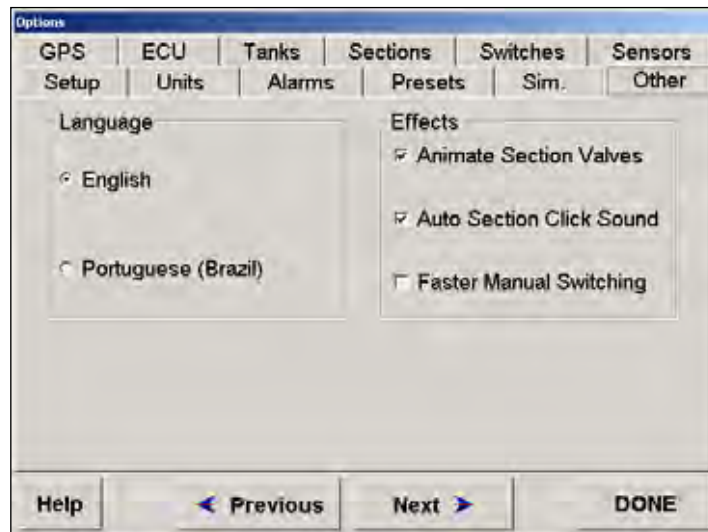 Options
GPS ECU Tanks Sections Switches Sensors
Setup Units Alarms Presets Sim. Other
Language
English
Portuguese (Brazil)
Effects
Animate Section Valves
Auto Section Click Sound
Faster Manual Switching
Help Previous Next DONE